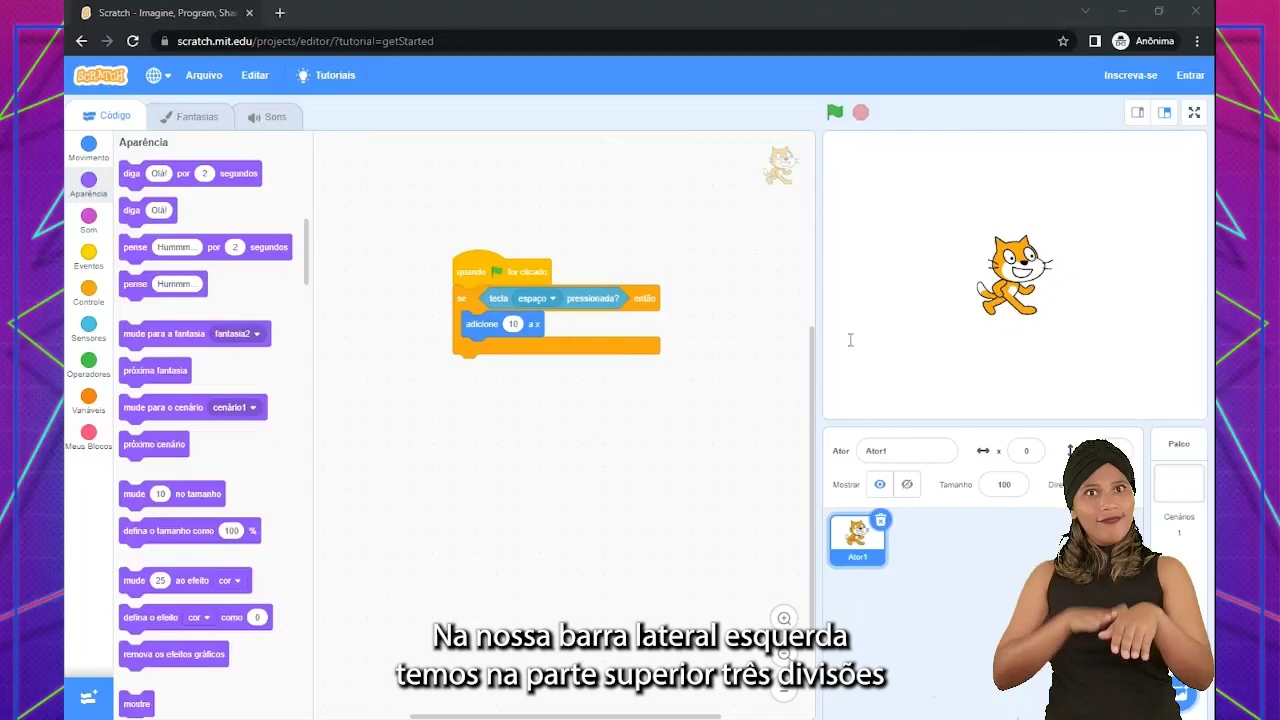 Scratch - Imagine, Program, Sha
scratch.mit.edu/projects/editor/?tutorial=getStarted
Anônima
SCRATCH
Arquivo
Editar
Tutoriais
Inscreva-se
Entrar
Código
Fantasias
Sons
Movimento
Aparência
Som
Eventos
Controle
Sensores
Operadores
Variáveis
Meus Blocos
Aparência
diga Olá! por 2 segundos
diga Olá!
pense Hummm... por 2 segundos
pense Hummm...
mude para a fantasia fantasia2
próxima fantasia
mude para o cenário cenário1
próximo cenário
mude 10 no tamanho
defina o tamanho como 100 %
mude 25 ao efeito cor
defina o efeito cor como 0
remova os efeitos gráficos
mostre
quando for clicado
se tecla espaço pressionada? então
adicione 10 a x
Ator Ator1 x 0
Mostrar Tamanho 100
Ator1
Palco
Cenários
1
Na nossa barra lateral esquerda
temos na parte superior três divisões